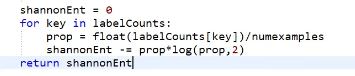 shannonEnt = 0
for key in labelCounts:
    prop = float(labelCounts[key])/numexamples
    shannonEnt -= prop*log(prop,2)
return shannonEnt